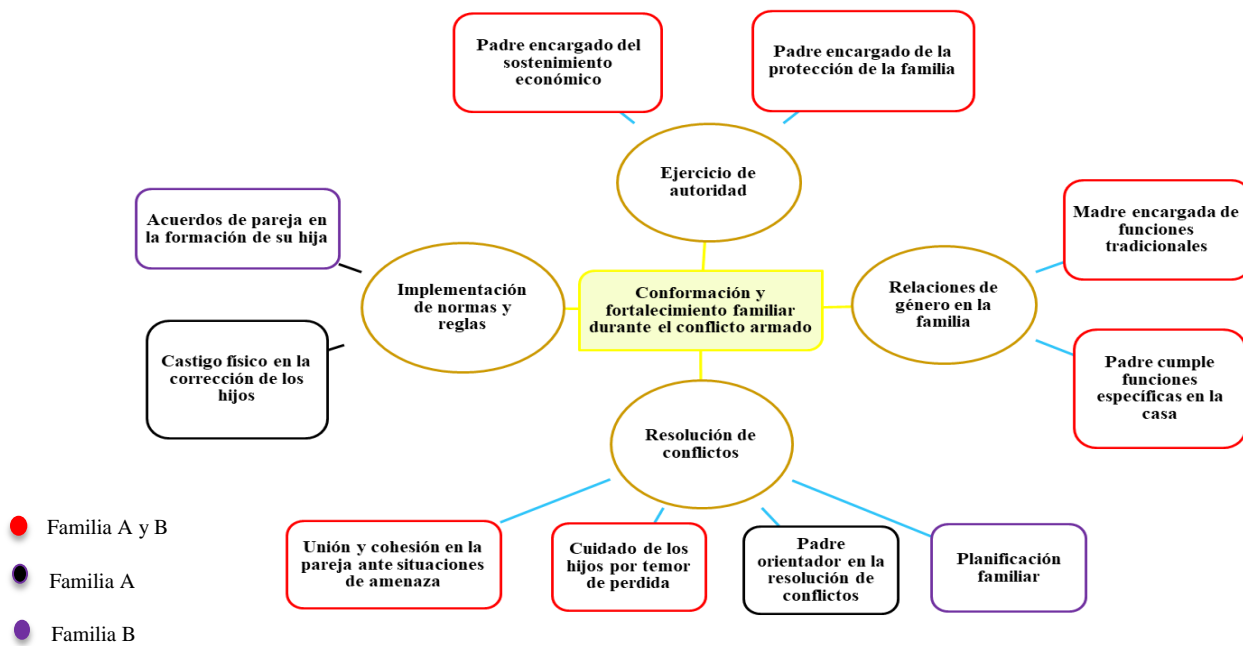 Padre encargado del
sostenimiento
económico
Padre encargado de la
protección de la familia
Ejercicio de
autoridad
Acuerdos de pareja en
la formación de su hija
Madre encargada de
funciones
tradicionales
Implementación
de normas y
reglas
Conformación y
fortalecimiento familiar
durante el conflicto armado
Relaciones de
género en la
familia
Castigo físico en la
corrección de los
hijos
Padre cumple
funciones
específicas en la
casa
Resolución de
conflictos
Unión y cohesión en la
pareja ante situaciones
de amenaza
Cuidado de los
hijos por temor
de perdida
Padre
orientador en la
resolución de
conflictos
Planificación
familiar
Familia A y B
Familia A
Familia B